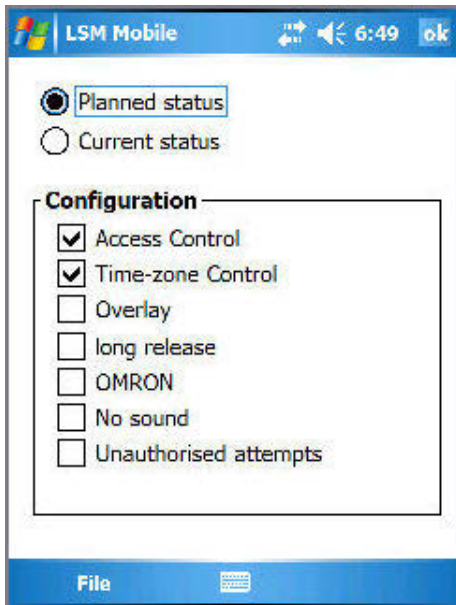 LSM Mobile 6:49 ok
Planned status
Current status
Configuration
Access Control
Time-zone Control
Overlay
long release
OMRON
No sound
Unauthorised attempts
File